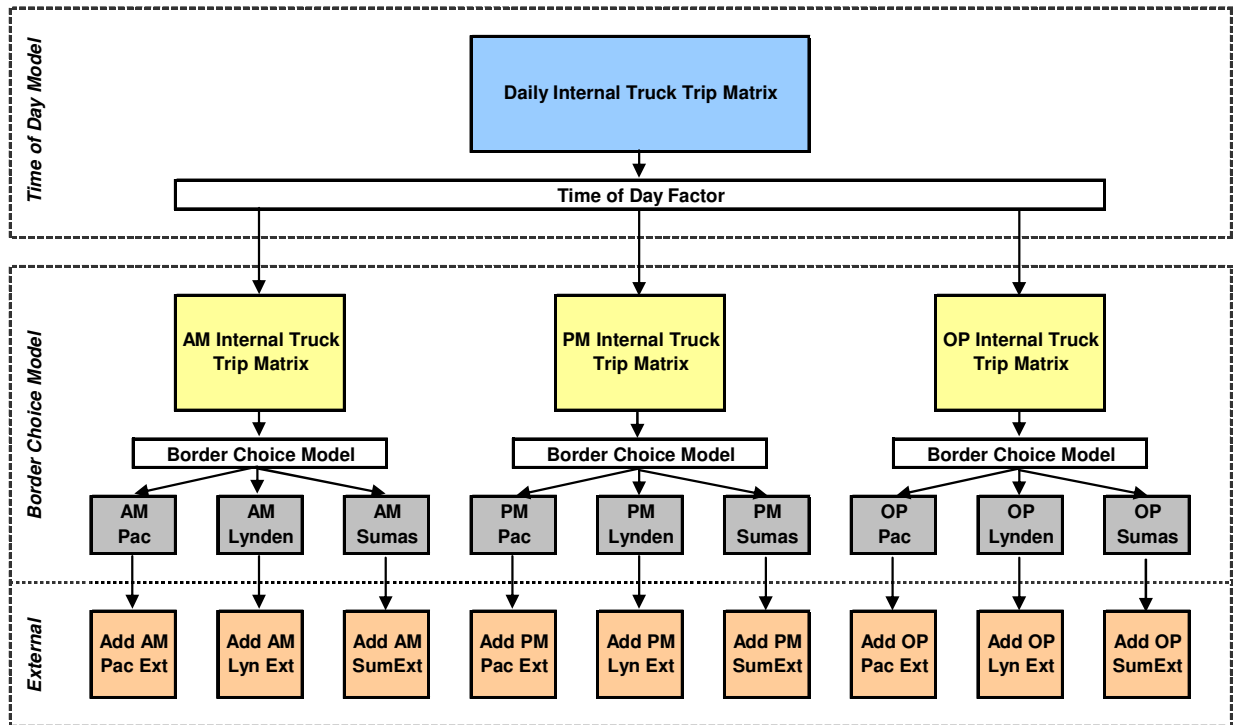 Time of Day Model
Daily Internal Truck Trip Matrix
Time of Day Factor
Border Choice Model
AM Internal Truck
Trip Matrix
PM Internal Truck
Trip Matrix
OP Internal Truck
Trip Matrix
Border Choice Model
Border Choice Model
Border Choice Model
AM
Pac
AM
Lynden
AM
Sumas
PM
Pac
PM
Lynden
PM
Sumas
OP
Pac
OP
Lynden
OP
Sumas
External
Add AM
Pac Ext
Add AM
Lyn Ext
Add AM
SumExt
Add PM
Pac Ext
Add PM
Lyn Ext
Add PM
SumExt
Add OP
Pac Ext
Add OP
Lyn Ext
Add OP
SumExt